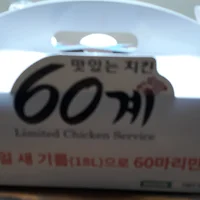 맛있는 치킨
60계
Limited Chicken Service
일 새 기름(18L)으로 60마리만